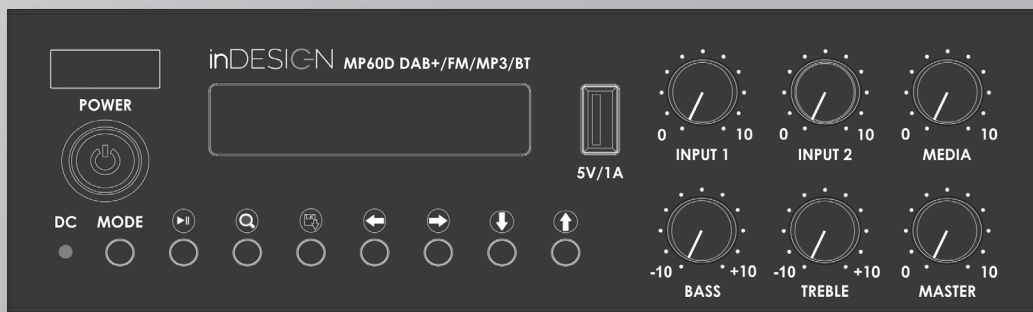 inDESIGN MP60D DAB+/FM/MP3/BT
POWER
5V/1A
0 10
INPUT 1
0 10
INPUT 2
0 10
MEDIA
DC MODE
-10 +10
BASS
-10 +10
TREBLE
0 10
MASTER